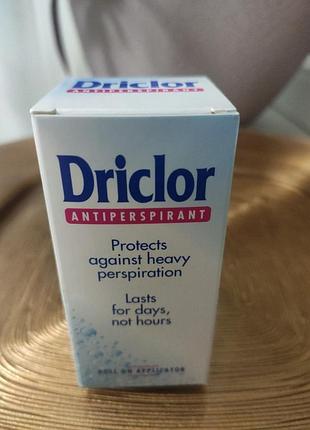 Driclor
ANTIPERSPIRANT
Driclor
ANTIPERSPIRANT
Protects
against heavy
perspiration
Lasts
for days,
not hours
ROLL ON APPLICATOR